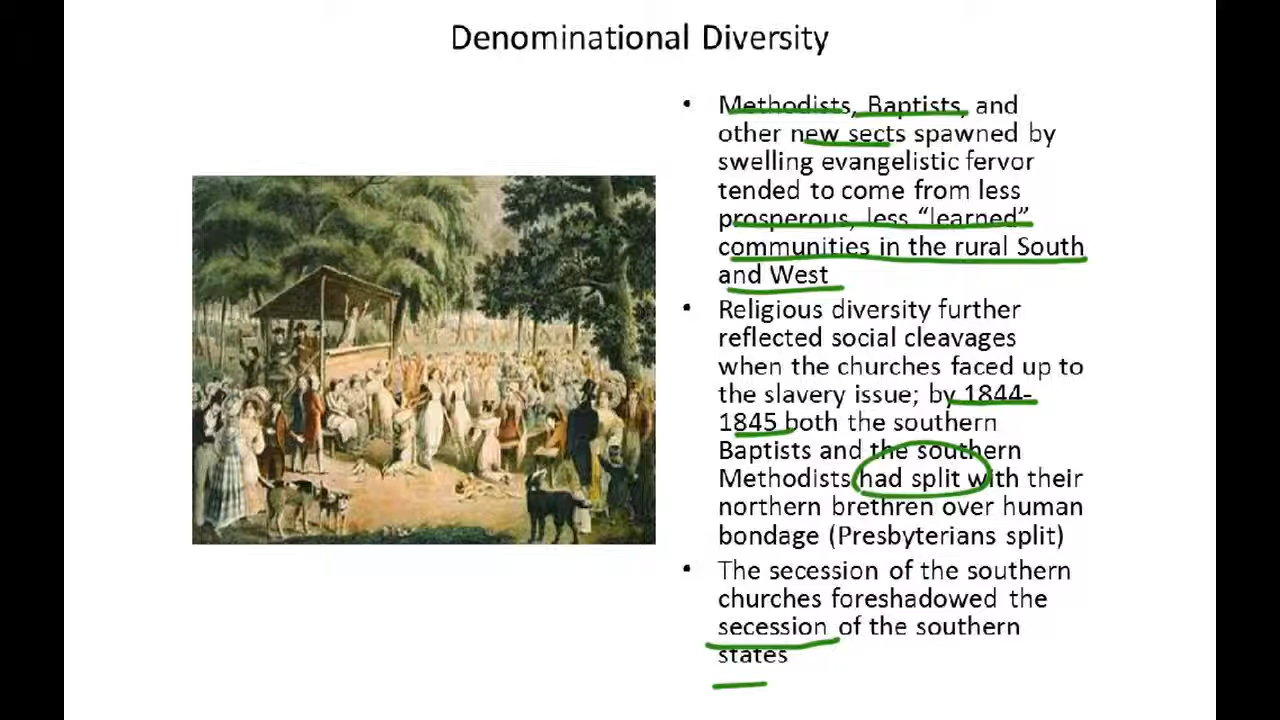 Denominational Diversity
• Methodists, Baptists, and
other new sects spawned by
swelling evangelistic fervor
tended to come from less
prosperous, less “learned”
communities in the rural South
and West
• Religious diversity further
reflected social cleavages
when the churches faced up to
the slavery issue; by 1844-
1845 both the southern
Baptists and the southern
Methodists had split with their
northern brethren over human
bondage (Presbyterians split)
• The secession of the southern
churches foreshadowed the
secession of the southern
states